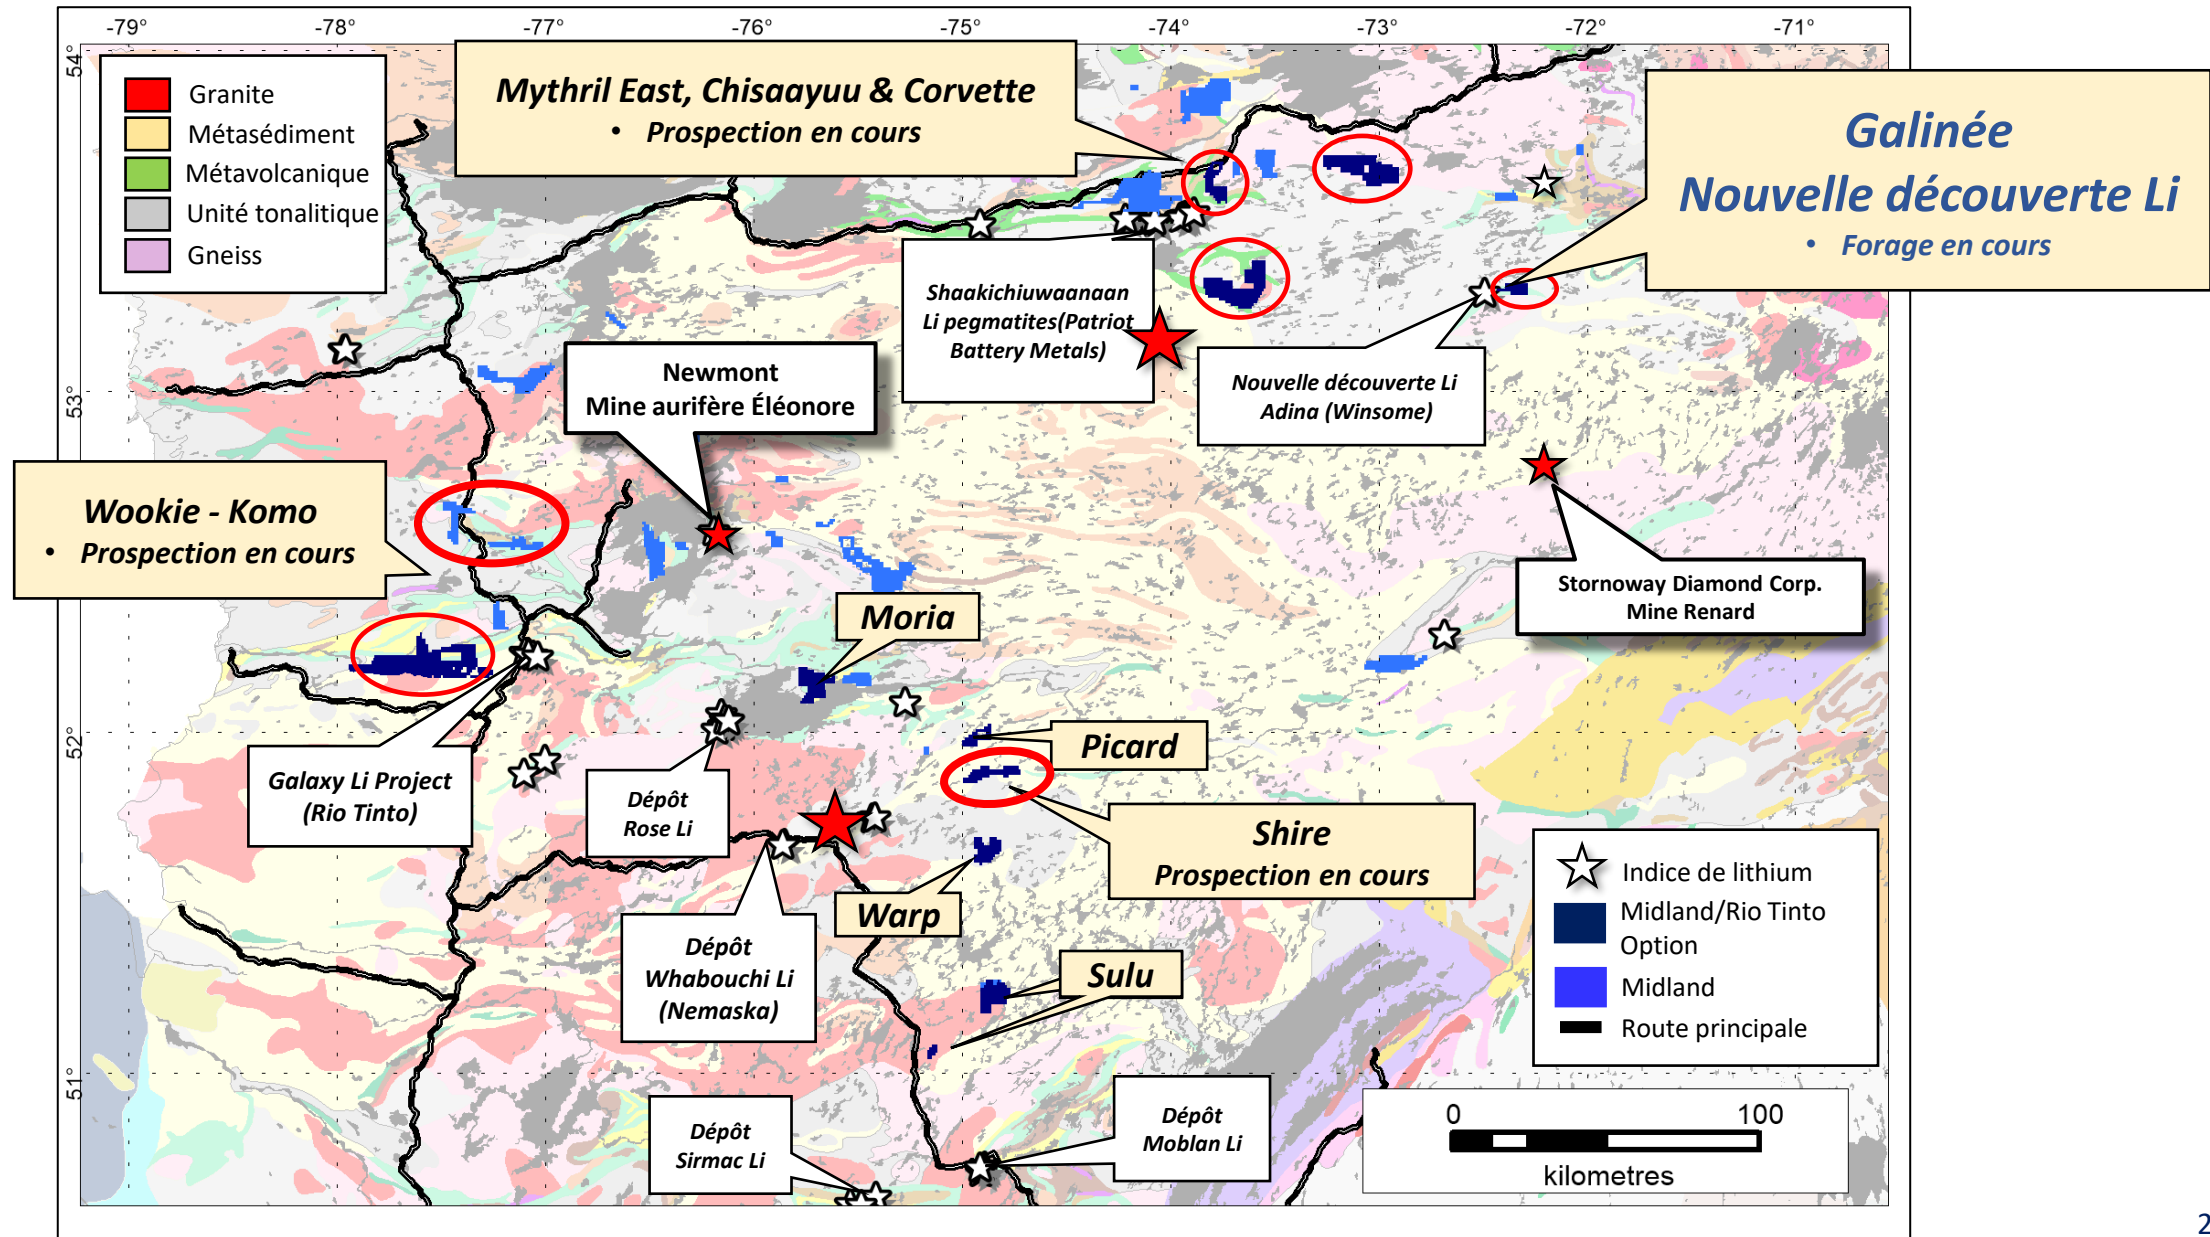 -79° -78° -77° -76° -75° -74° -73° -72° -71°
54°
53°
52°
51°
Granite
Métasédiment
Métavolcanique
Unité tonalitique
Gneiss
Mythril East, Chisaayuu & Corvette
• Prospection en cours
Galinée
Nouvelle découverte Li
• Forage en cours
Shaakichiuwaanaan
Li pegmatites(Patriot
Battery Metals)
Nouvelle découverte Li
Adina (Winsome)
Newmont
Mine aurifère Éléonore
Wookie - Komo
• Prospection en cours
Stornoway Diamond Corp.
Mine Renard
Moria
Picard
Galaxy Li Project
(Rio Tinto)
Dépôt
Rose Li
Shire
Prospection en cours
Warp
Dépôt
Whabouchi Li
(Nemaska)
Sulu
Dépôt
Sirmac Li
Dépôt
Moblan Li
Indice de lithium
Midland/Rio Tinto
Option
Midland
Route principale
0 100
kilometres
2